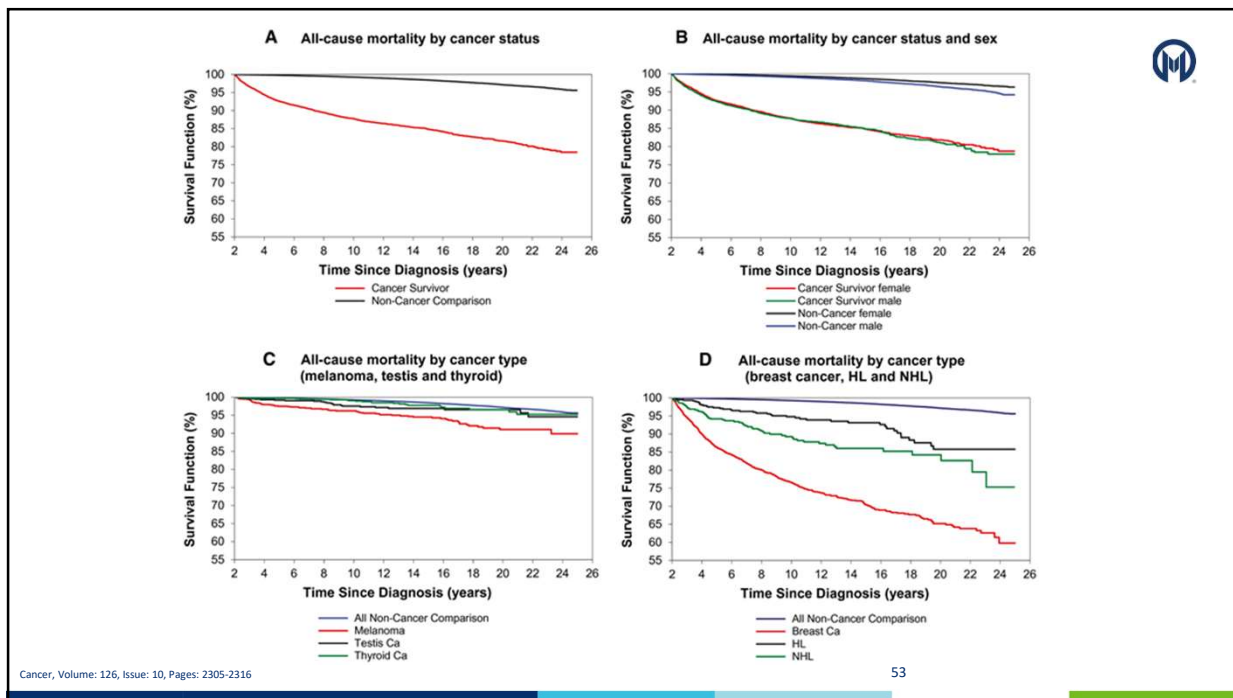 A All-cause mortality by cancer status
Survival Function (%)
100
95
90
85
80
75
70
65
60
55
2 4 6 8 10 12 14 16 18 20 22 24 26
Time Since Diagnosis (years)
Cancer Survivor
Non-Cancer Comparison
B All-cause mortality by cancer status and sex
Survival Function (%)
100
95
90
85
80
75
70
65
60
55
2 4 6 8 10 12 14 16 18 20 22 24 26
Time Since Diagnosis (years)
Cancer Survivor female
Cancer Survivor male
Non-Cancer female
Non-Cancer male
C All-cause mortality by cancer type
(melanoma, testis and thyroid)
Survival Function (%)
100
95
90
85
80
75
70
65
60
55
2 4 6 8 10 12 14 16 18 20 22 24 26
Time Since Diagnosis (years)
All Non-Cancer Comparison
Melanoma
Testis Ca
Thyroid Ca
D All-cause mortality by cancer type
(breast cancer, HL and NHL)
Survival Function (%)
100
95
90
85
80
75
70
65
60
55
2 4 6 8 10 12 14 16 18 20 22 24 26
Time Since Diagnosis (years)
All Non-Cancer Comparison
Breast Ca
HL
NHL
Cancer, Volume: 126, Issue: 10, Pages: 2305-2316
53